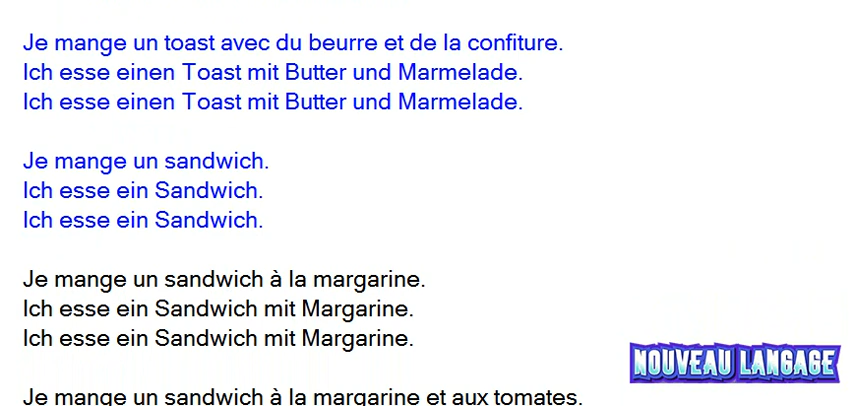 Je mange un toast avec du beurre et de la confiture.
Ich esse einen Toast mit Butter und Marmelade.
Ich esse einen Toast mit Butter und Marmelade.
Je mange un sandwich.
Ich esse ein Sandwich.
Ich esse ein Sandwich.
Je mange un sandwich à la margarine.
Ich esse ein Sandwich mit Margarine.
Ich esse ein Sandwich mit Margarine.
NOUVEAU LANGAGE
Je mange un sandwich à la margarine et aux tomates.